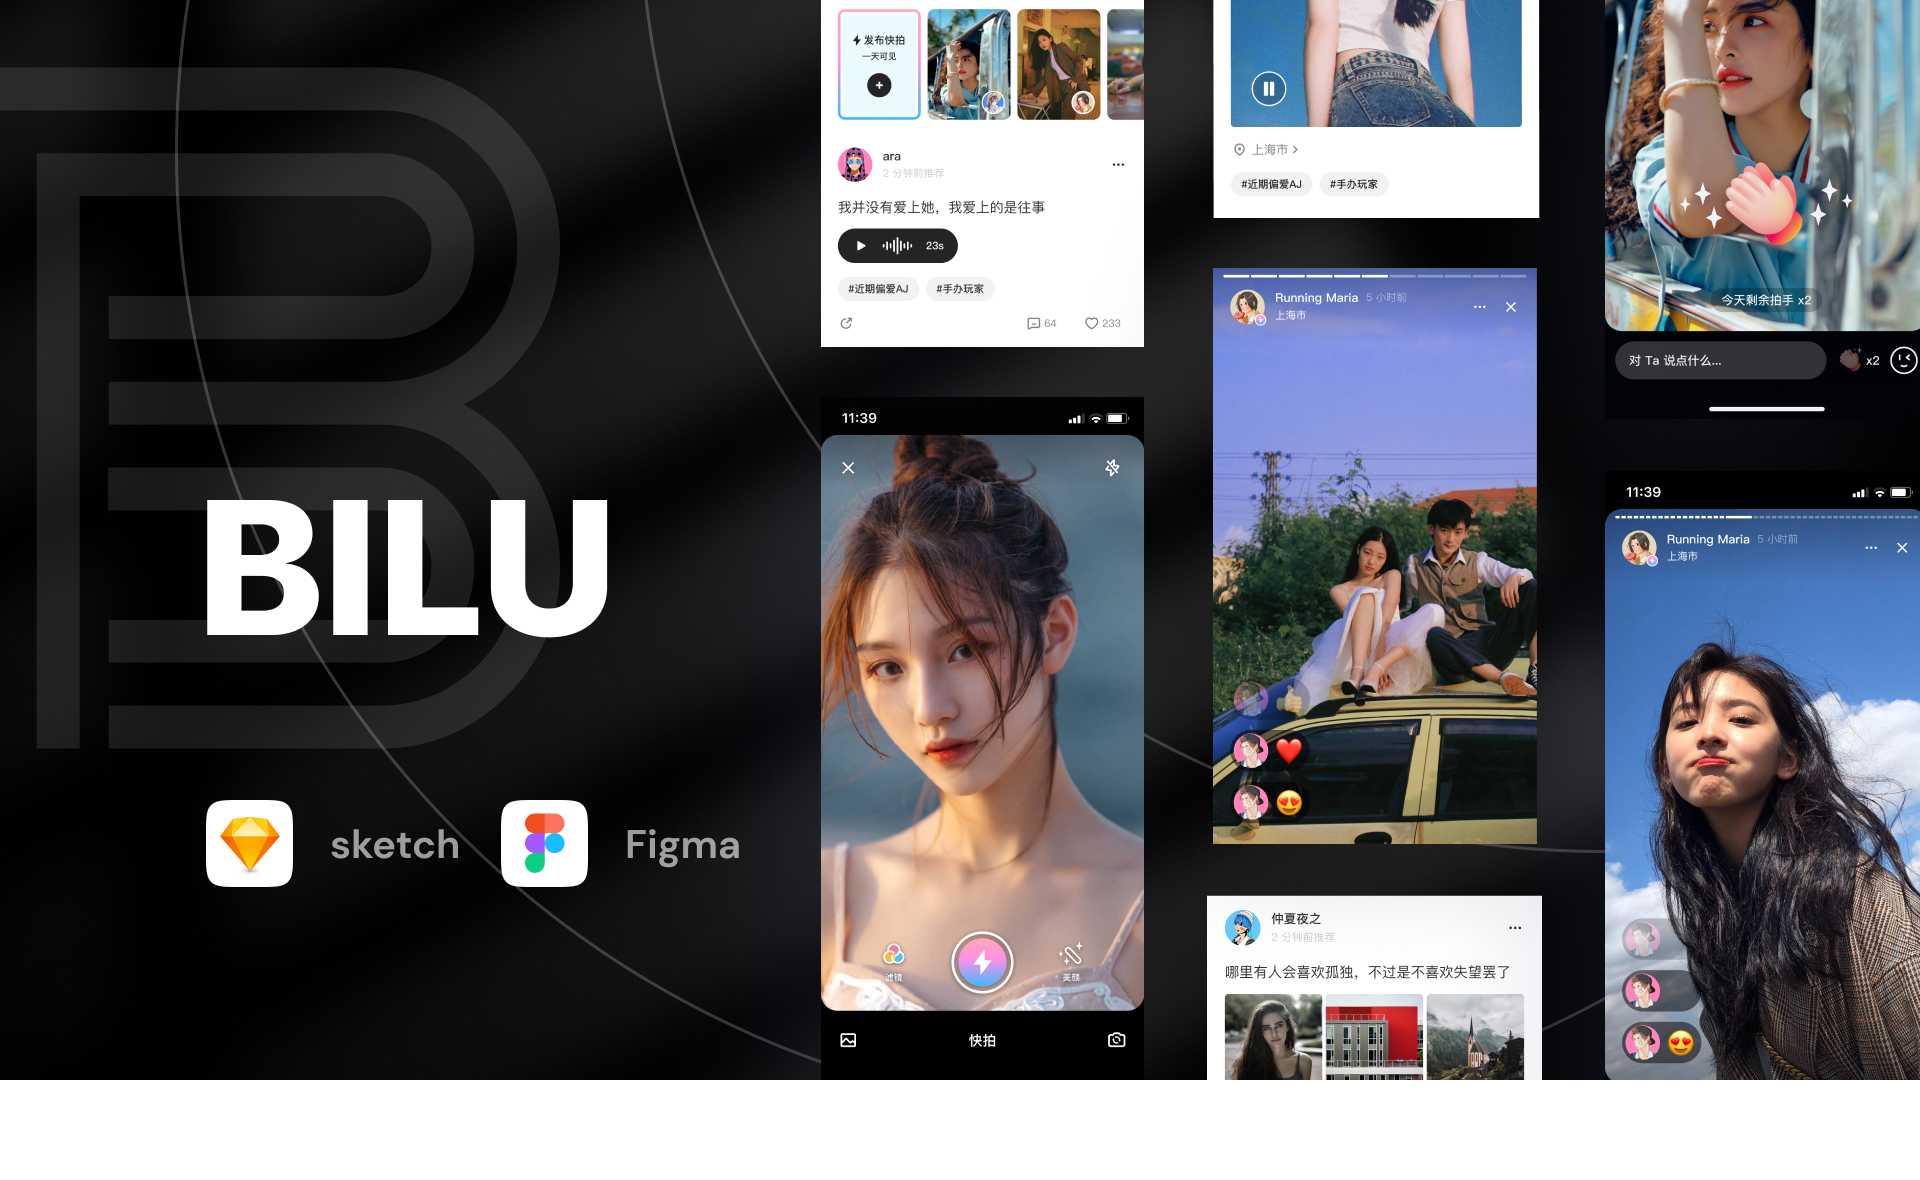 BILU
sketch
Figma
发布快拍
一天可见
ara
2 分钟前推荐
我并没有爱上她，我爱上的是往事
23s
#近期偏爱AJ
#手办玩家
64
233
11:39
滤镜
美颜
快拍
上海市
#近期偏爱AJ
#手办玩家
Running Maria 5 小时前
上海市
仲夏夜之
2 分钟前推荐
哪里有人会喜欢孤独，不过是不喜欢失望罢了
今天剩余拍手 x2
对 Ta 说点什么...
x2
11:39
Running Maria 5 小时前
上海市